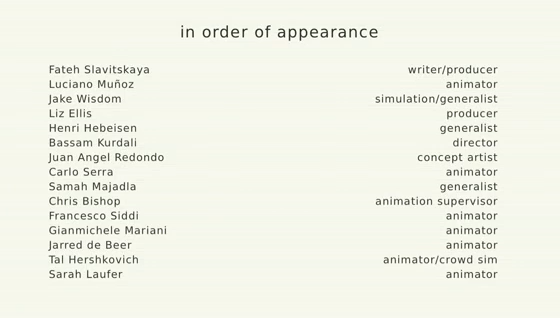 in order of appearance
Fateh Slavitskaya writer/producer
Luciano Muñoz animator
Jake Wisdom simulation/generalist
Liz Ellis producer
Henri Hebeisen generalist
Bassam Kurdali director
Juan Angel Redondo concept artist
Carlo Serra animator
Samah Majadla generalist
Chris Bishop animation supervisor
Francesco Siddi animator
Gianmichele Mariani animator
Jarred de Beer animator
Tal Hershkovich animator/crowd sim
Sarah Laufer animator